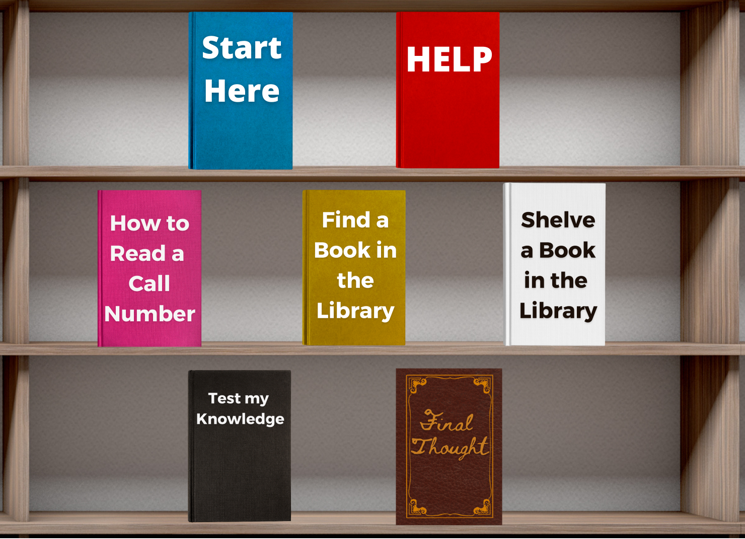 Start
Here
HELP
How to
Read a
Call
Number
Find a
Book in
the
Library
Shelve
a Book
in the
Library
Test my
Knowledge
Final
Thought